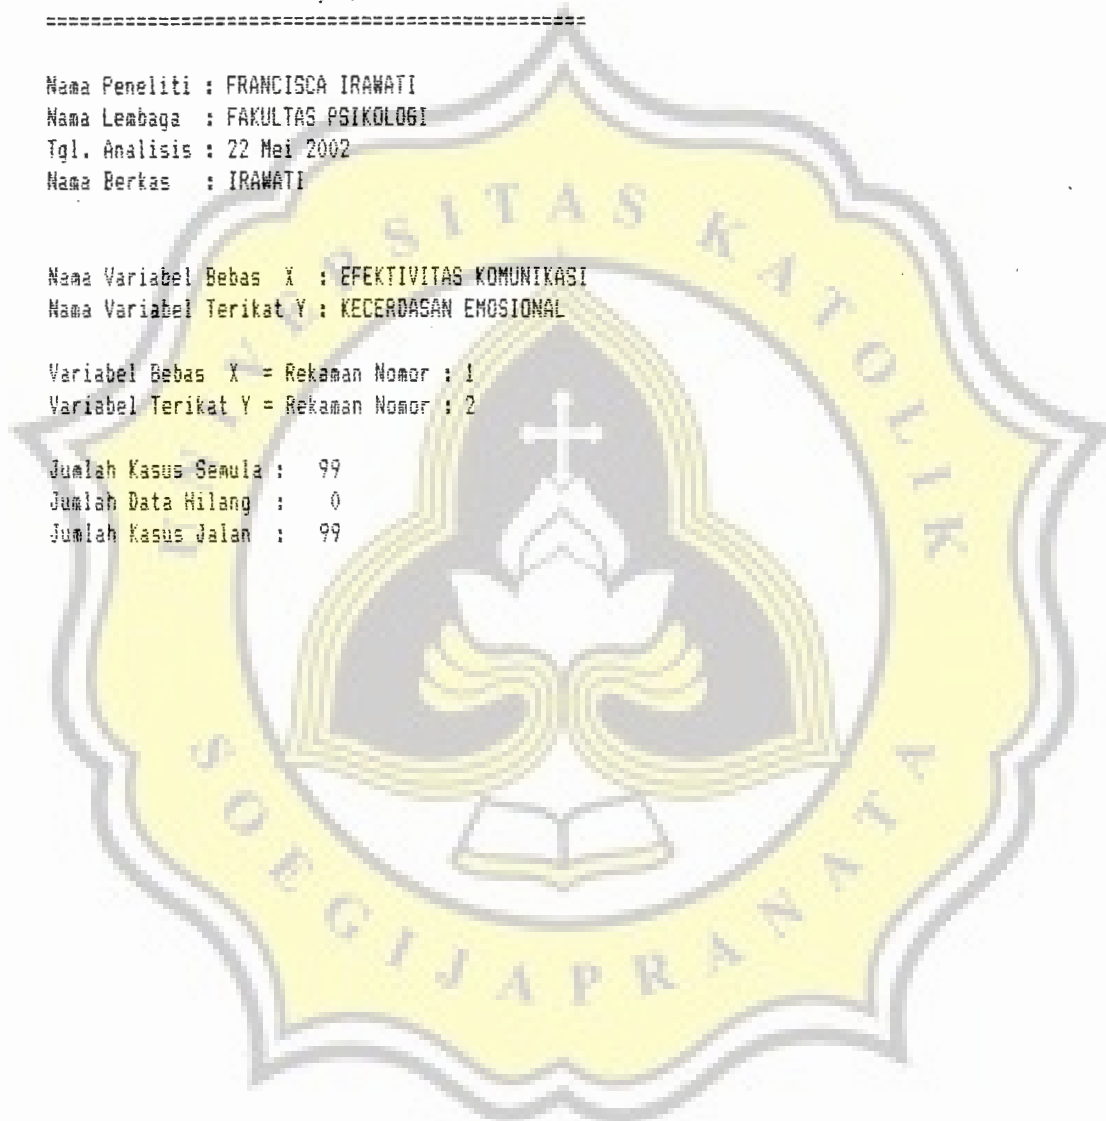 ==================================================
Nama Peneliti : FRANCISCA IRAWATI
Nama Lembaga : FAKULTAS PSIKOLOGI
Tgl. Analisis : 22 Mei 2002
Nama Berkas : IRAWATI
Nama Variabel Bebas X : EFEKTIVITAS KOMUNIKASI
Nama Variabel Terikat Y : KECERDASAN EMOSIONAL
Variabel Bebas X = Rekaman Nomor : 1
Variabel Terikat Y = Rekaman Nomor : 2
Jumlah Kasus Semula : 99
Jumlah Data Hilang : 0
Jumlah Kasus Jalan : 99
UNIVERSITAS KATOLIK
SOEGIJAPRANATA